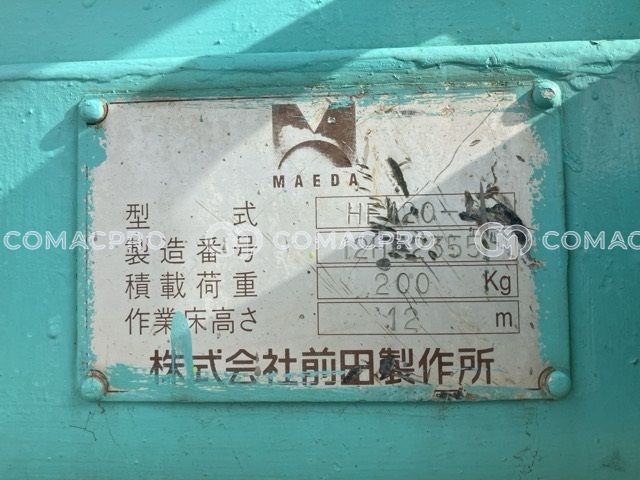 MAEDA
型式
製造番号
積載荷重 200 Kg
作業床高さ 12 m
株式会社前田製作所
COMACPRO COMACPRO COMACPRO